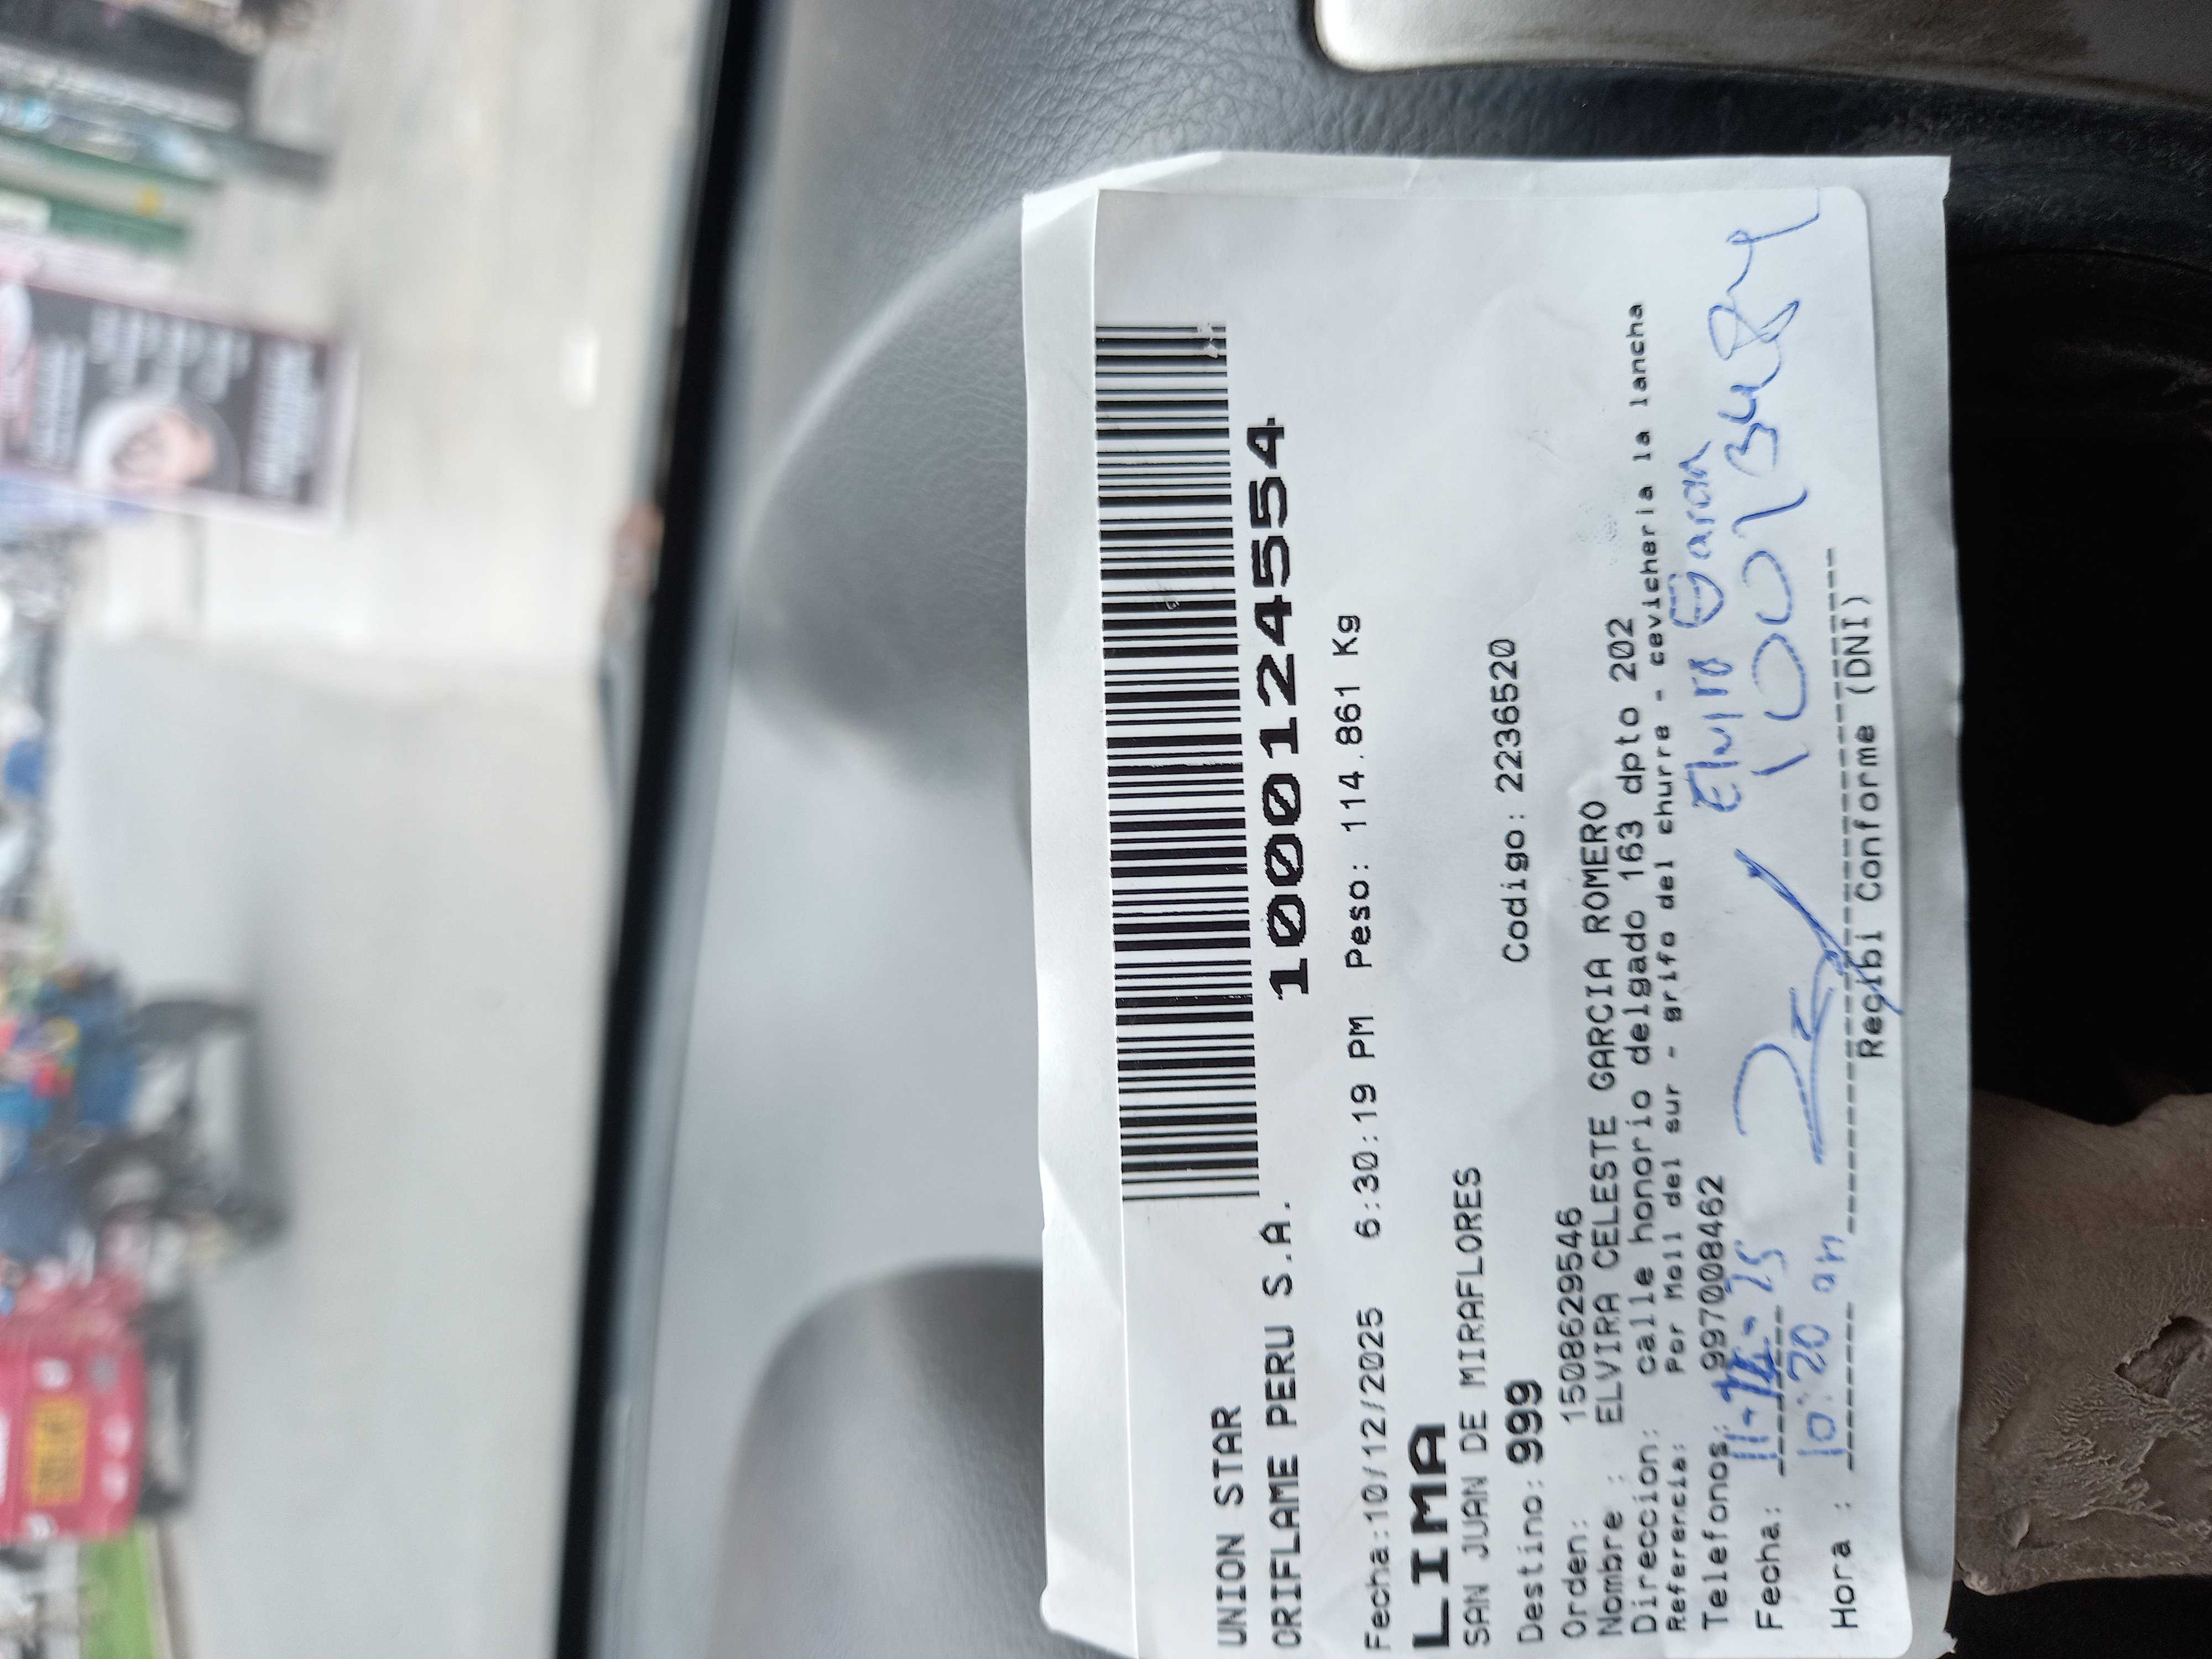 UNION STAR
ORIFLAME PERU S.A.
1000124554
Fecha:10/12/2025 6:30:19 PM Peso: 114.861 Kg
LIMA
SAN JUAN DE MIRAFLORES
Destino: 999 Codigo: 2236520
Orden: 1508629546
Nombre : ELVIRA CELESTE GARCIA ROMERO
Direccion: calle honorio delgado 163 dpto 202
Referencia: Por Mall del sur - grifo del churre - cevicheria la lancha
Telefonos: 997008462
Elvira Garcia
Fecha: 11- -25
Hora : 10:20 am
Recibi Conforme (DNI)